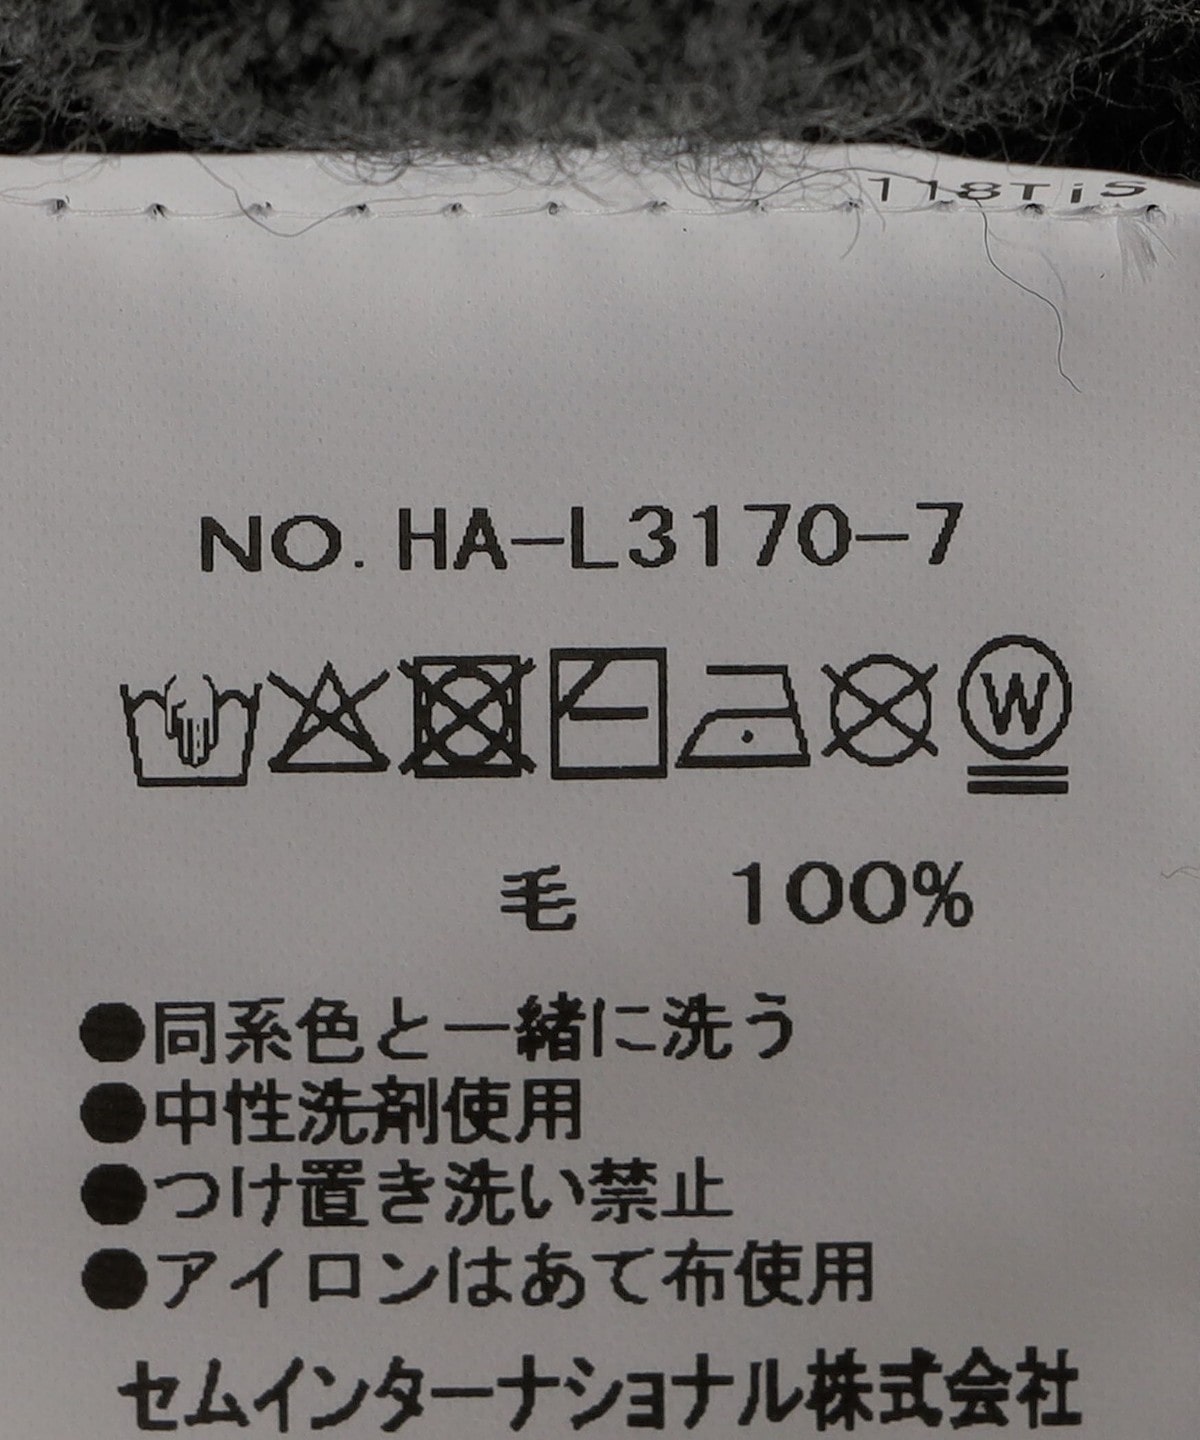 118TiS
NO. HA-L3170-7
W
毛 100%
●同系色と一緒に洗う
●中性洗剤使用
●つけ置き洗い禁止
●アイロンはあて布使用
セムインターナショナル株式会社